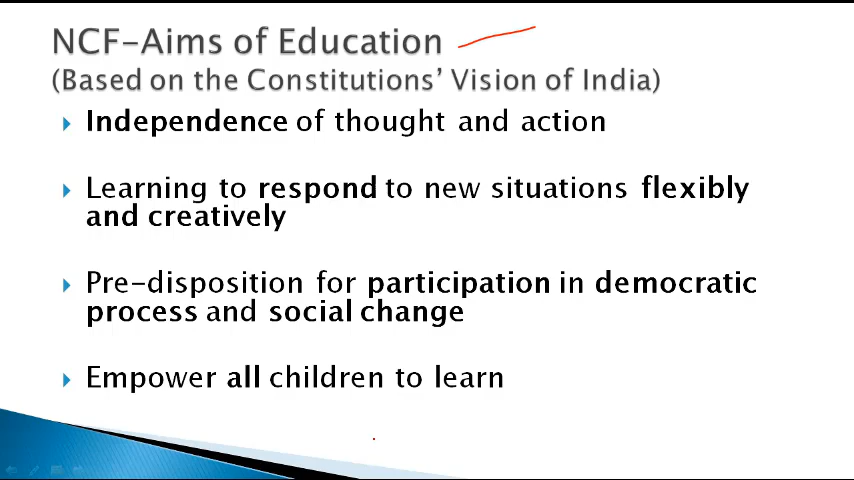 NCF-Aims of Education
(Based on the Constitutions' Vision of India)
Independence of thought and action
Learning to respond to new situations flexibly
and creatively
Pre-disposition for participation in democratic
process and social change
Empower all children to learn